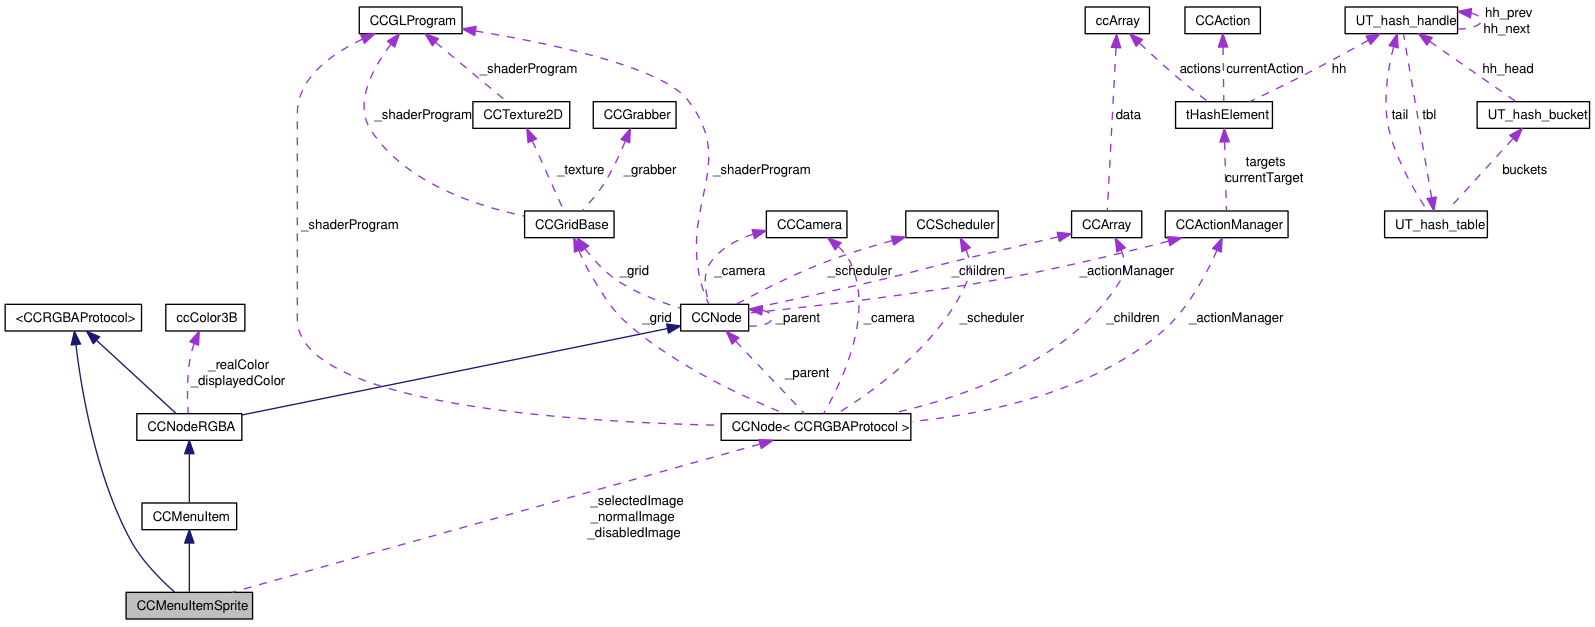 CCGLProgram
ccArray
CCAction
UT_hash_handle
hh_prev
hh_next
_shaderProgram
actions
currentAction
hh
hh_head
_shaderProgram
CCTexture2D
CCGrabber
data
tHashElement
tail
tbl
UT_hash_bucket
_texture
_grabber
_shaderProgram
targets
currentTarget
buckets
_shaderProgram
CCGridBase
CCCamera
CCScheduler
CCArray
CCActionManager
UT_hash_table
_grid
_camera
_scheduler
_children
_actionManager
<CCRGBAProtocol>
ccColor3B
_grid
CCNode
_parent
_camera
_scheduler
_children
_actionManager
_realColor
_displayedColor
_parent
CCNodeRGBA
CCNode< CCRGBAProtocol >
CCMenuItem
_selectedImage
_normalImage
_disabledImage
CCMenuItemSprite